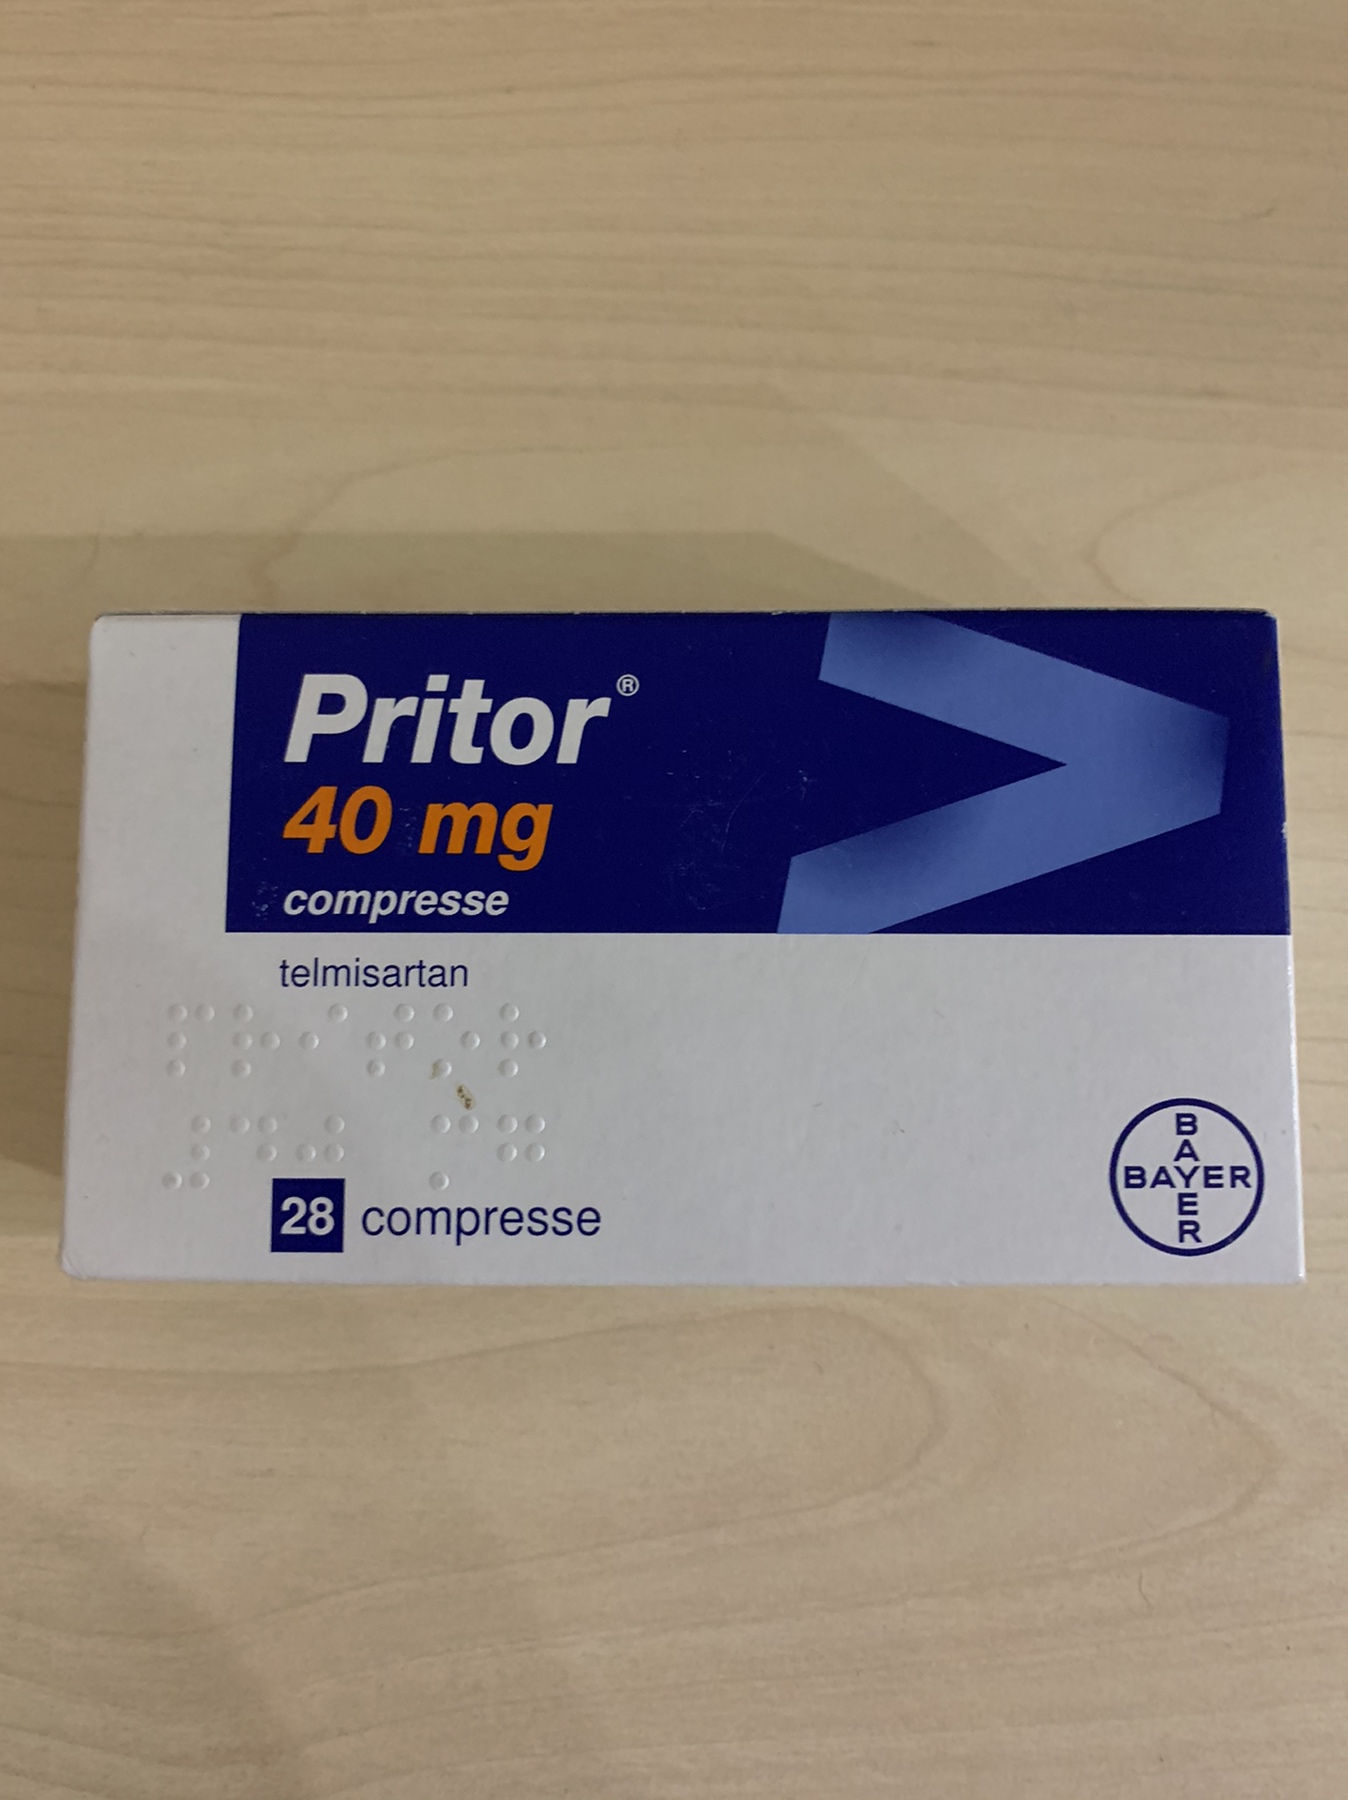 Pritor®
40 mg
compresse
telmisartan
28 compresse
BAYER
BAYER